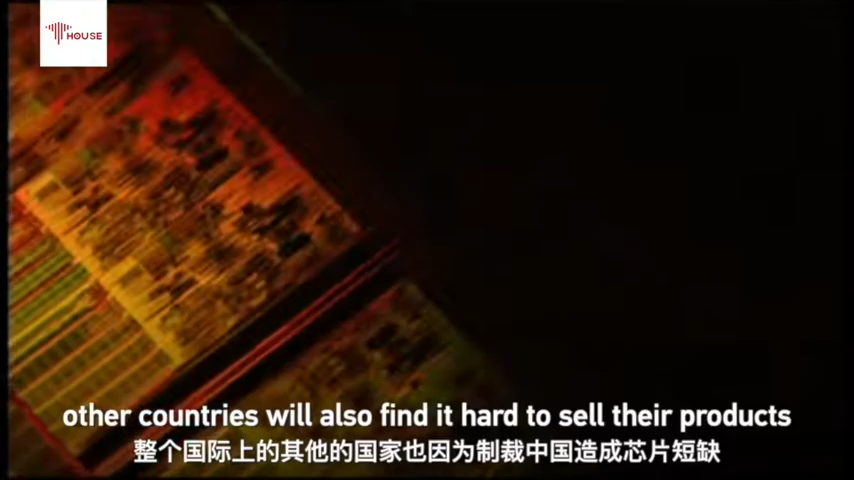 HOUSE
other countries will also find it hard to sell their products
整个国际上的其他的国家也因为制裁中国造成芯片短缺